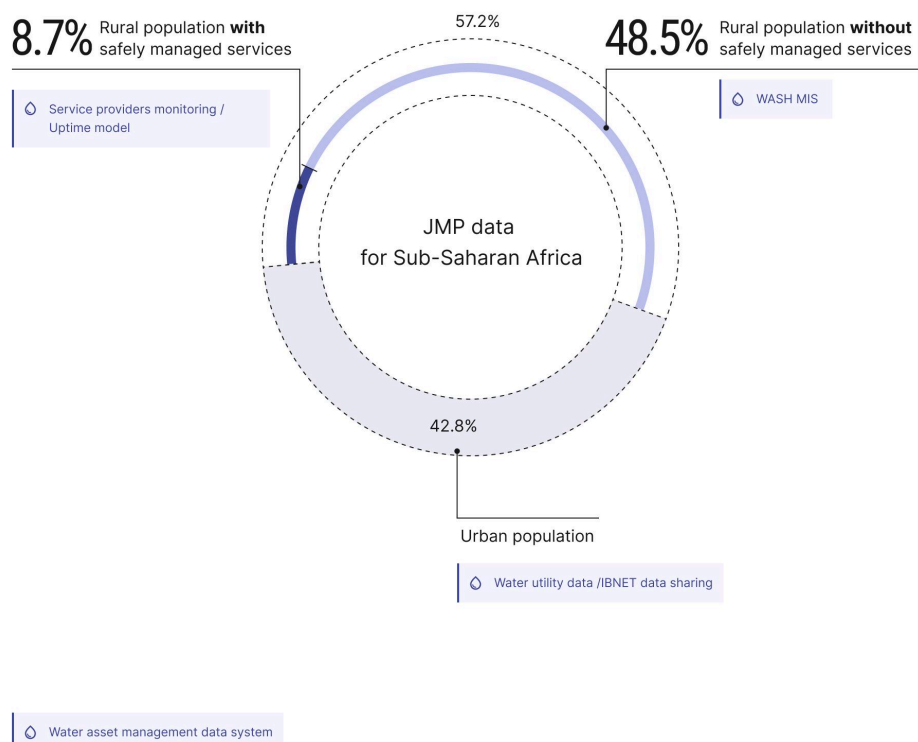 57.2%
8.7%
Rural population with
safely managed services
48.5%
Rural population without
safely managed services
Service providers monitoring /
Uptime model
WASH MIS
JMP data
for Sub-Saharan Africa
42.8%
Urban population
Water utility data /IBNET data sharing
Water asset management data system